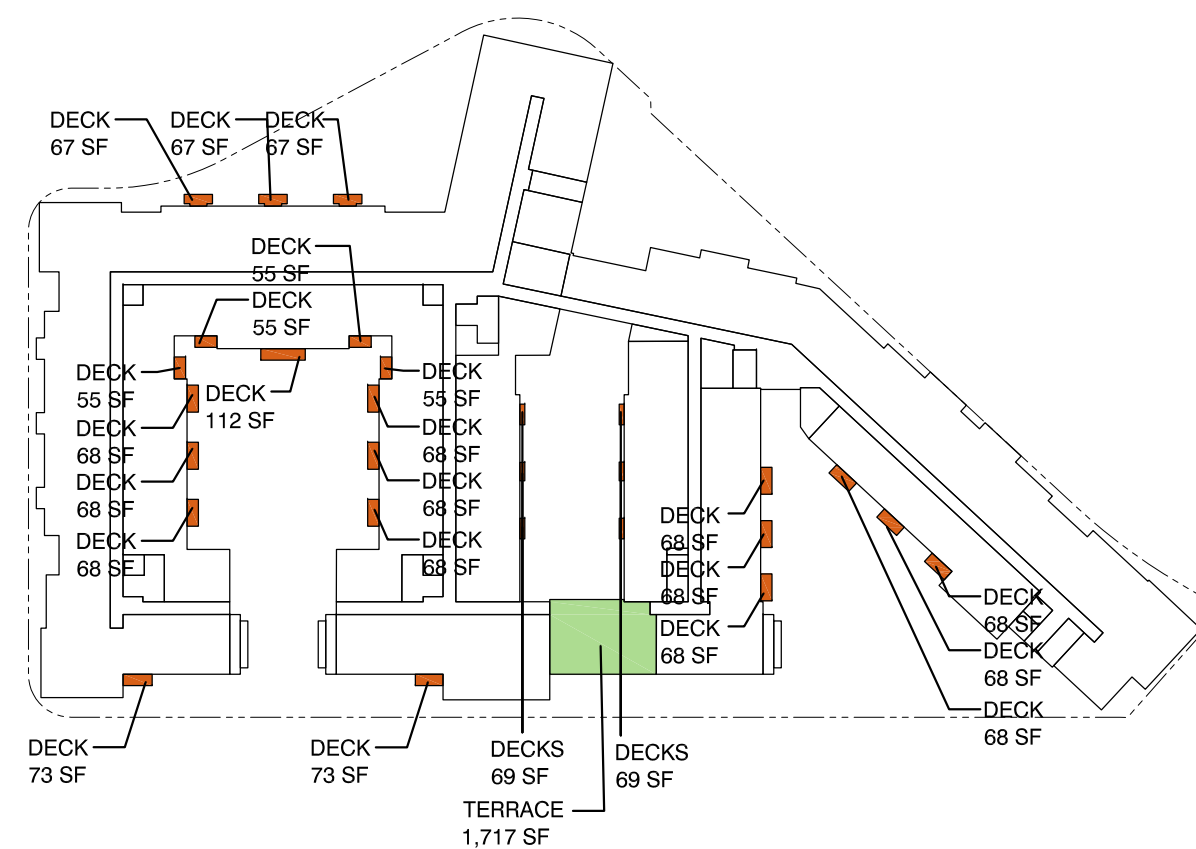 DECK
67 SF
DECK
67 SF
DECK
67 SF
DECK
55 SF
DECK
55 SF
DECK
55 SF
DECK
112 SF
DECK
55 SF
DECK
68 SF
DECK
68 SF
DECK
68 SF
DECK
68 SF
DECK
68 SF
DECK
68 SF
DECK
68 SF
DECK
68 SF
DECK
68 SF
DECK
68 SF
DECK
68 SF
DECK
68 SF
DECK
73 SF
DECK
73 SF
DECKS
69 SF
DECKS
69 SF
TERRACE
1,717 SF